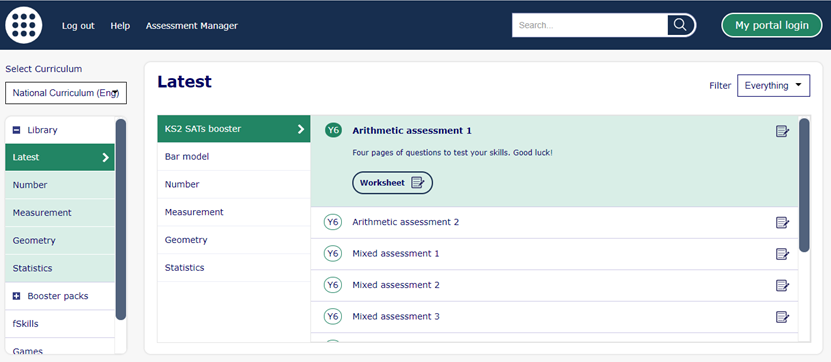 Log out Help Assessment Manager Search... My portal login
Select Curriculum
National Curriculum (Eng)
Library
Latest
Number
Measurement
Geometry
Statistics
Booster packs
fSkills
Games
Latest
Filter Everything
KS2 SATs booster
Bar model
Number
Measurement
Geometry
Statistics
Y6 Arithmetic assessment 1
Four pages of questions to test your skills. Good luck!
Worksheet
Y6 Arithmetic assessment 2
Y6 Mixed assessment 1
Y6 Mixed assessment 2
Y6 Mixed assessment 3